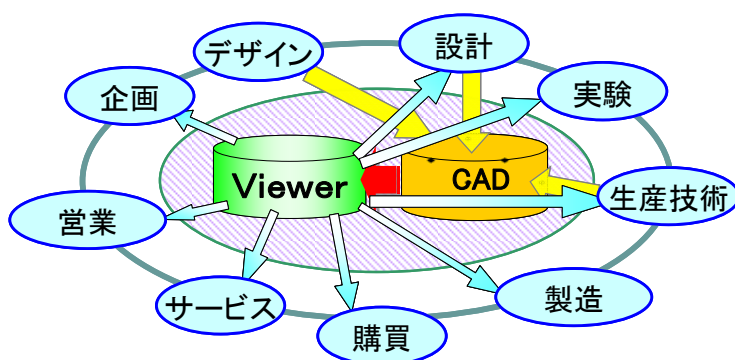 設計
デザイン
企画
実験
Viewer
CAD
生産技術
営業
サービス
製造
購買